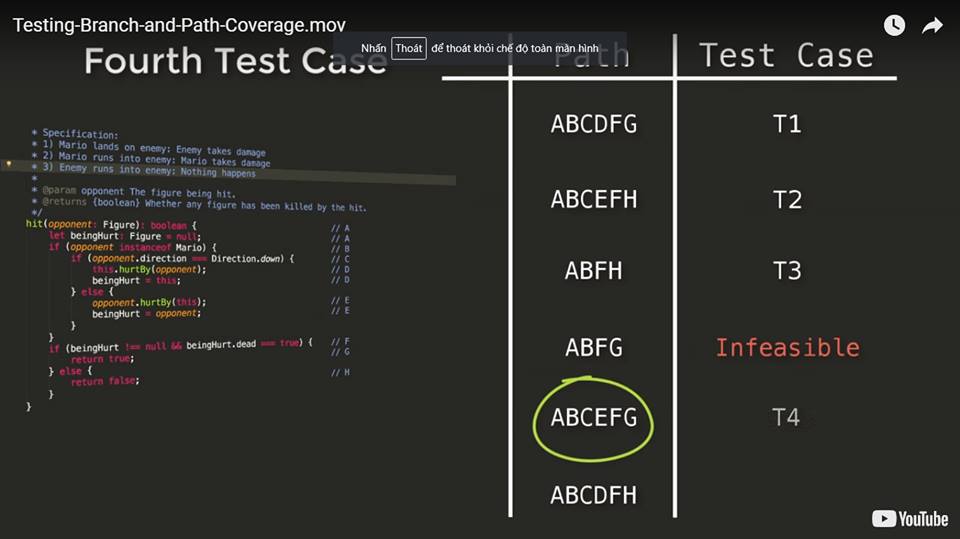 Testing-Branch-and-Path-Coverage.mov
Nhấn Thoát để thoát khỏi chế độ toàn màn hình
Fourth Test Case
* Specification:
* 1) Mario lands on enemy: Enemy takes damage
* 2) Mario runs into enemy: Mario takes damage
* 3) Enemy runs into enemy: Nothing happens
*
* @param opponent The figure being hit.
* @returns {boolean} Whether any figure has been killed by the hit.
*/
hit(opponent: Figure): boolean { // A
let beingHurt: Figure = null; // A
if (opponent instanceof Mario) { // B
if (opponent.direction === Direction.down) { // C
this.hurtBy(opponent); // D
beingHurt = this; // D
} else {
opponent.hurtBy(this); // E
beingHurt = opponent; // E
}
}
if (beingHurt !== null && beingHurt.dead === true) { // F
return true; // G
} else {
return false; // H
}
}
Path Test Case
ABCDFG T1
ABCEFH T2
ABFH T3
ABFG Infeasible
ABCEFG T4
ABCDFH
YouTube